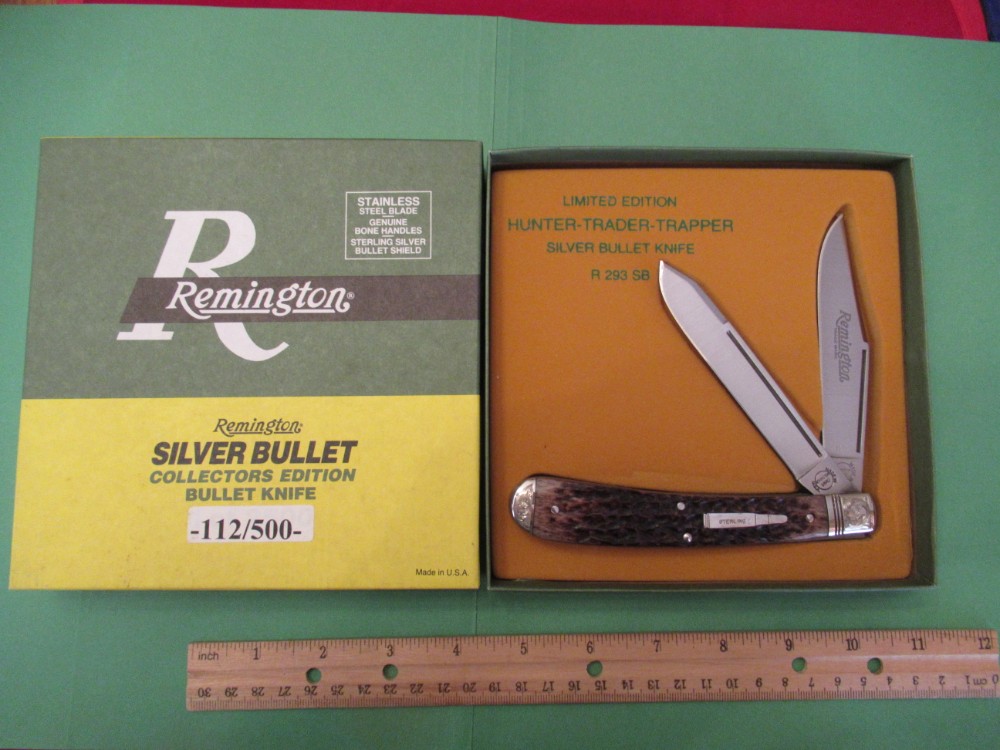 STAINLESS
STEEL BLADE
GENUINE
BONE HANDLES
STERLING SILVER
BULLET SHIELD
R
Remington®
Remington
SILVER BULLET
COLLECTORS EDITION
BULLET KNIFE
-112/500-
Made in U.S.A.
LIMITED EDITION
HUNTER-TRADER-TRAPPER
SILVER BULLET KNIFE
R 293 SB
Remington
STERLING
inch 1 2 3 4 5 6 7 8 9 10 11 12
30 29 28 27 26 25 24 23 22 21 20 19 18 17 16 15 14 13 12 11 10 9 8 7 6 5 4 3 2 1 cm 0